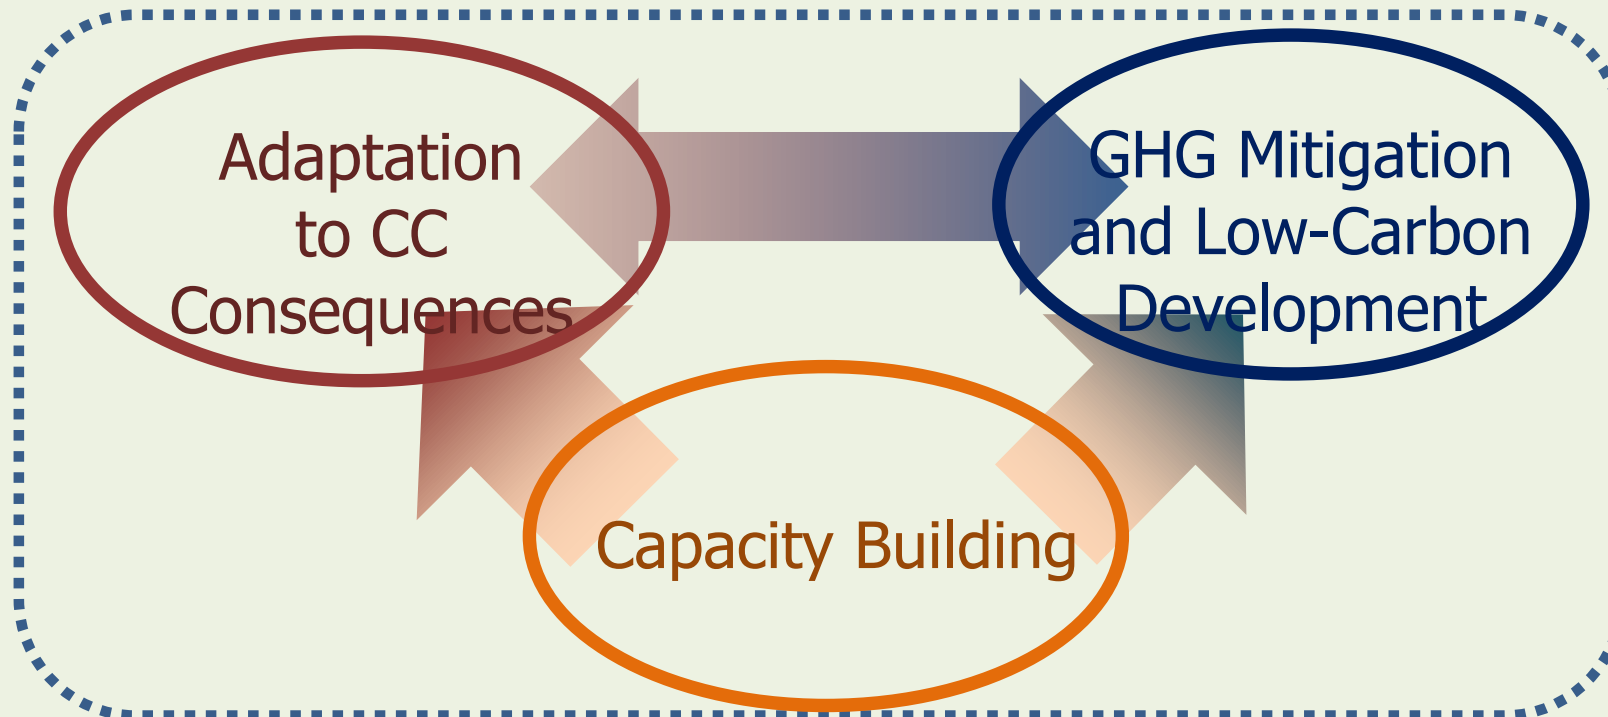 Adaptation
to CC
Consequences
GHG Mitigation
and Low-Carbon
Development
Capacity Building